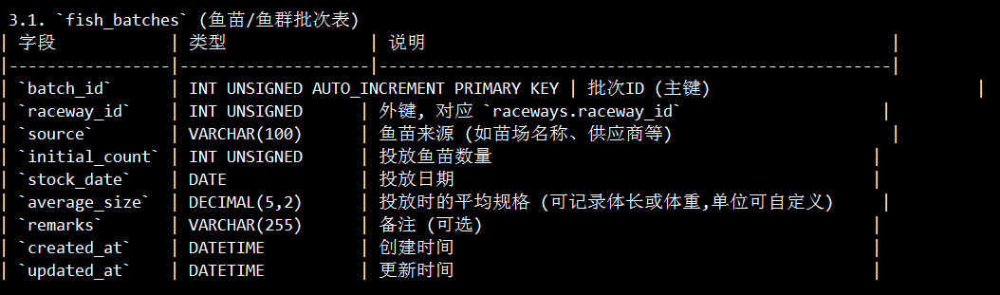 3.1. `fish_batches` (鱼苗/鱼群批次表)
| 字段 | 类型 | 说明 |
|-----------------|--------------------|------------------------------------------------------|
| `batch_id` | INT UNSIGNED AUTO_INCREMENT PRIMARY KEY | 批次ID (主键) |
| `raceway_id` | INT UNSIGNED | 外键, 对应 `raceways.raceway_id` |
| `source` | VARCHAR(100) | 鱼苗来源 (如苗场名称、供应商等) |
| `initial_count` | INT UNSIGNED | 投放鱼苗数量 |
| `stock_date` | DATE | 投放日期 |
| `average_size` | DECIMAL(5,2) | 投放时的平均规格 (可记录体长或体重,单位可自定义) |
| `remarks` | VARCHAR(255) | 备注 (可选) |
| `created_at` | DATETIME | 创建时间 |
| `updated_at` | DATETIME | 更新时间 |